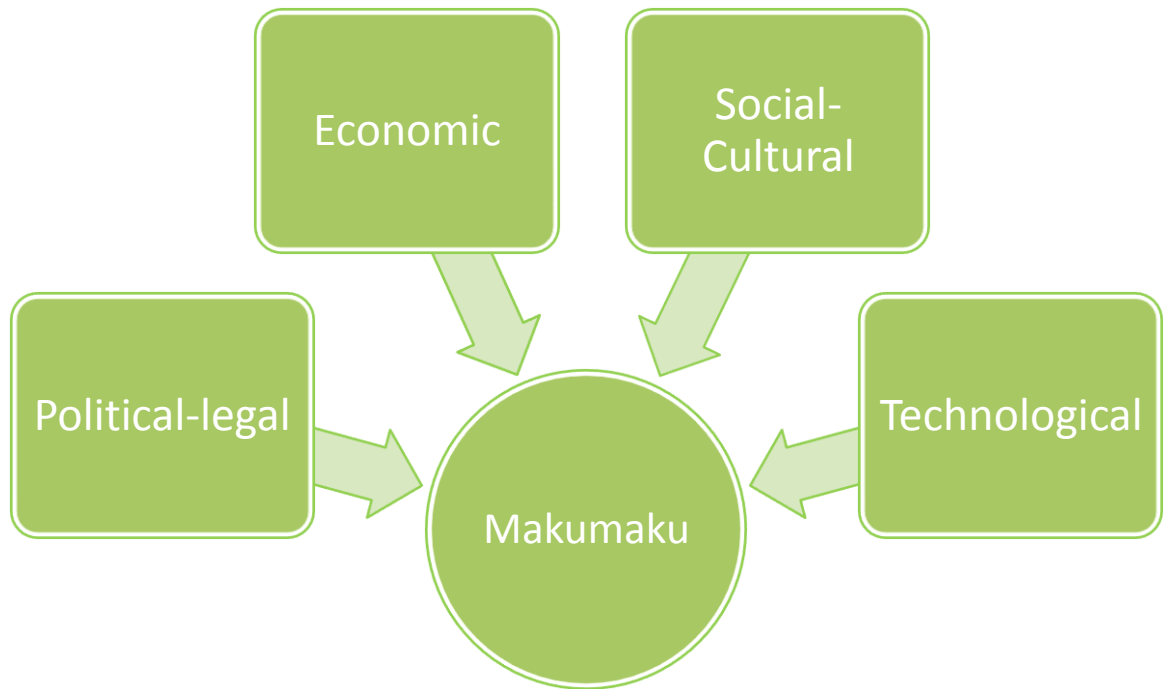 Economic
Social-
Cultural
Political-legal
Technological
Makumaku